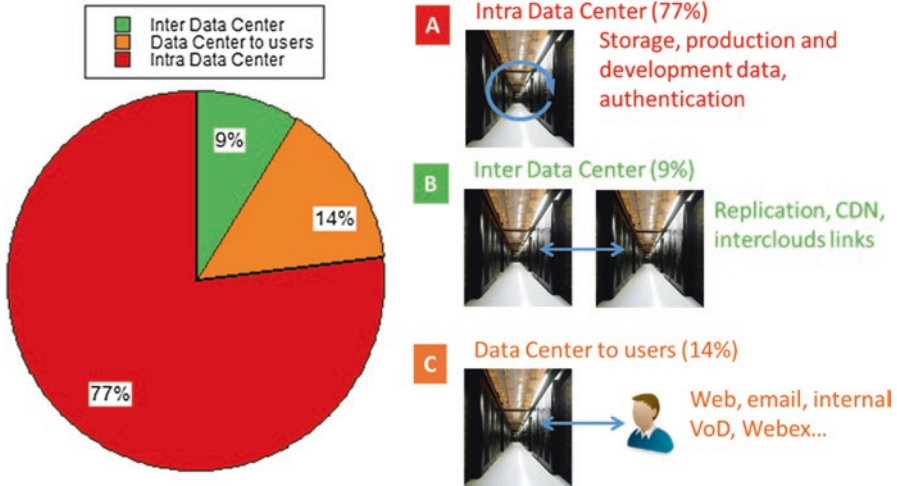 Inter Data Center
Data Center to users
Intra Data Center
9%
14%
77%
A
Intra Data Center (77%)
Storage, production and
development data,
authentication
B
Inter Data Center (9%)
Replication, CDN,
interclouds links
C
Data Center to users (14%)
Web, email, internal
VoD, Webex...